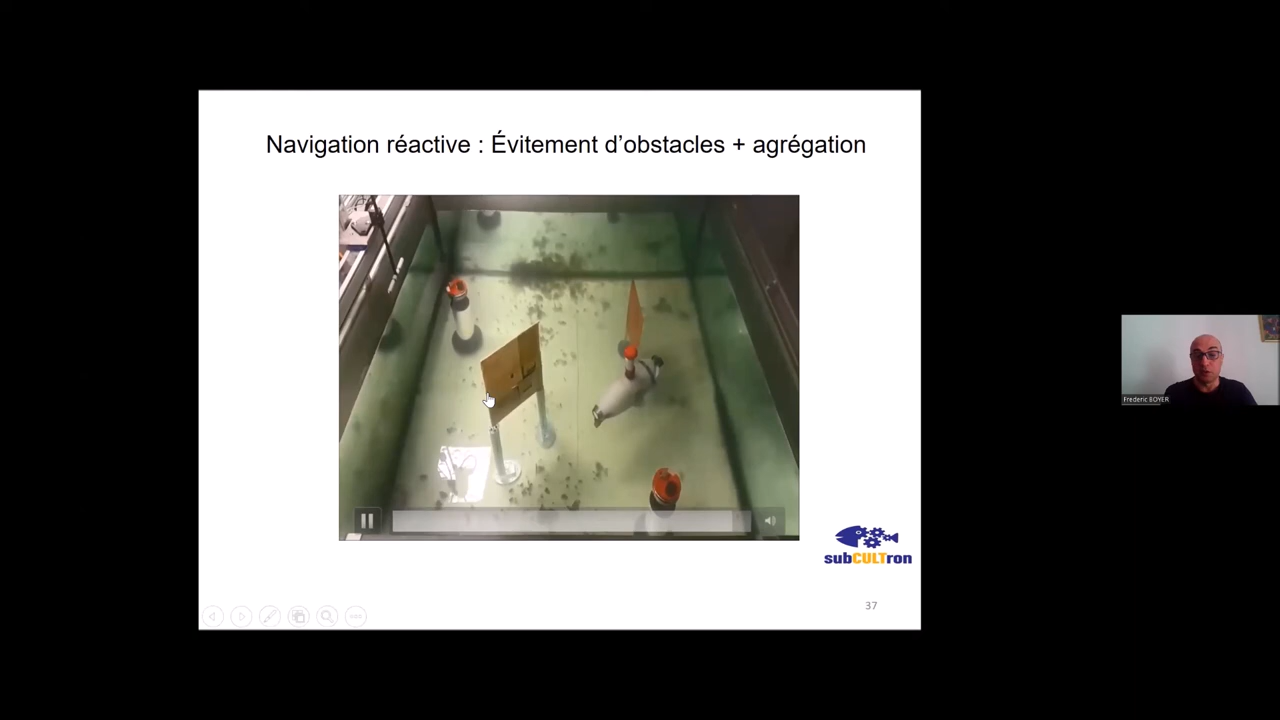 Navigation réactive : Évitement d’obstacles + agrégation
Frederic BOYER
subCULTron
37